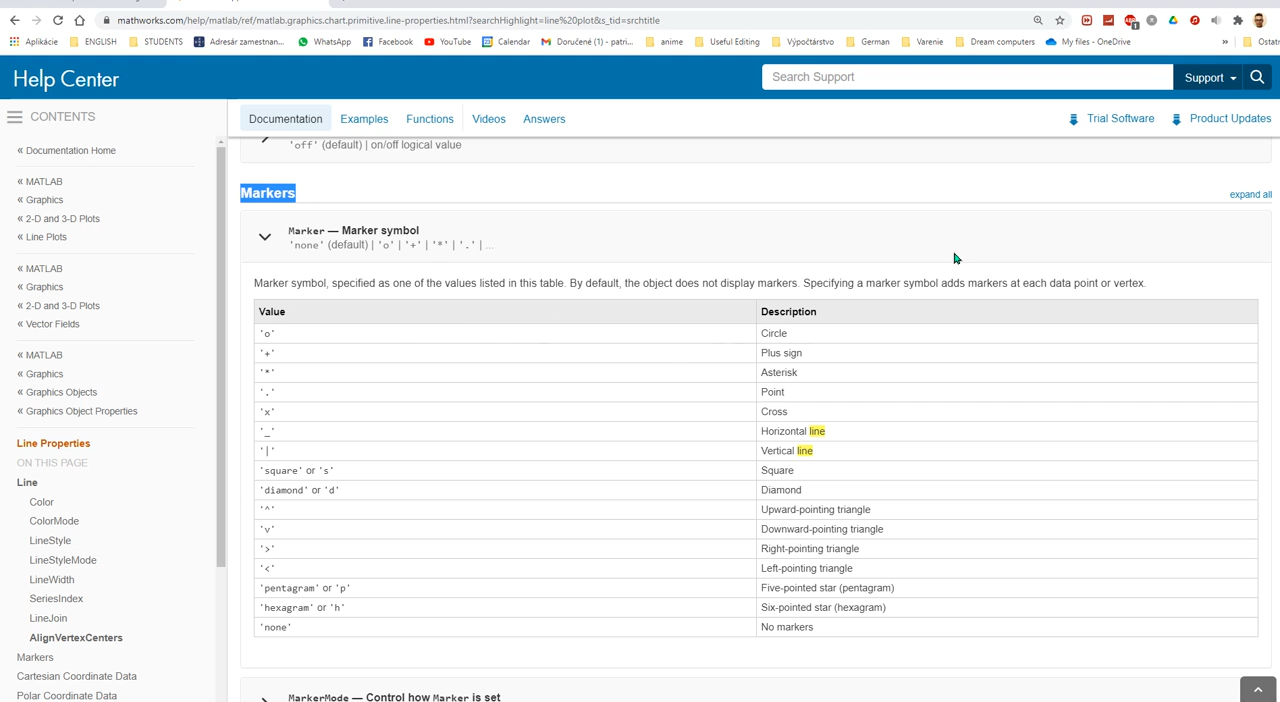 mathworks.com/help/matlab/ref/matlab.graphics.chart.primitive.line-properties.html?searchHighlight=line%20plot&s_tid=srchtitle
Aplikácie ENGLISH STUDENTS Adresár zamestnan... WhatsApp Facebook YouTube Calendar Doručené (1) - patri... anime Useful Editing Výpočtárstvo German Varenie Dream computers My files - OneDrive » Ostatn
Help Center
Search Support
Support
CONTENTS
Documentation Examples Functions Videos Answers
Trial Software Product Updates
« Documentation Home
« MATLAB
« Graphics
« 2-D and 3-D Plots
« Line Plots
« MATLAB
« Graphics
« 2-D and 3-D Plots
« Vector Fields
« MATLAB
« Graphics
« Graphics Objects
« Graphics Object Properties
Line Properties
ON THIS PAGE
Line
Color
ColorMode
LineStyle
LineStyleMode
LineWidth
SeriesIndex
LineJoin
AlignVertexCenters
Markers
Cartesian Coordinate Data
Polar Coordinate Data
'off' (default) | on/off logical value
Markers
expand all
Marker — Marker symbol
'none' (default) | 'o' | '+' | '*' | '.' | ...
Marker symbol, specified as one of the values listed in this table. By default, the object does not display markers. Specifying a marker symbol adds markers at each data point or vertex.
Value Description
'o' Circle
'+' Plus sign
'*' Asterisk
'.' Point
'x' Cross
'_' Horizontal line
'|' Vertical line
'square' or 's' Square
'diamond' or 'd' Diamond
'^' Upward-pointing triangle
'v' Downward-pointing triangle
'>' Right-pointing triangle
'<' Left-pointing triangle
'pentagram' or 'p' Five-pointed star (pentagram)
'hexagram' or 'h' Six-pointed star (hexagram)
'none' No markers
MarkerMode — Control how Marker is set